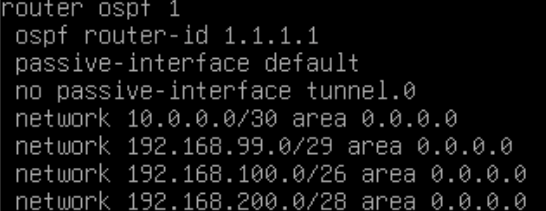 router ospf 1
ospf router-id 1.1.1.1
passive-interface default
no passive-interface tunnel.0
network 10.0.0.0/30 area 0.0.0.0
network 192.168.99.0/29 area 0.0.0.0
network 192.168.100.0/26 area 0.0.0.0
network 192.168.200.0/28 area 0.0.0.0